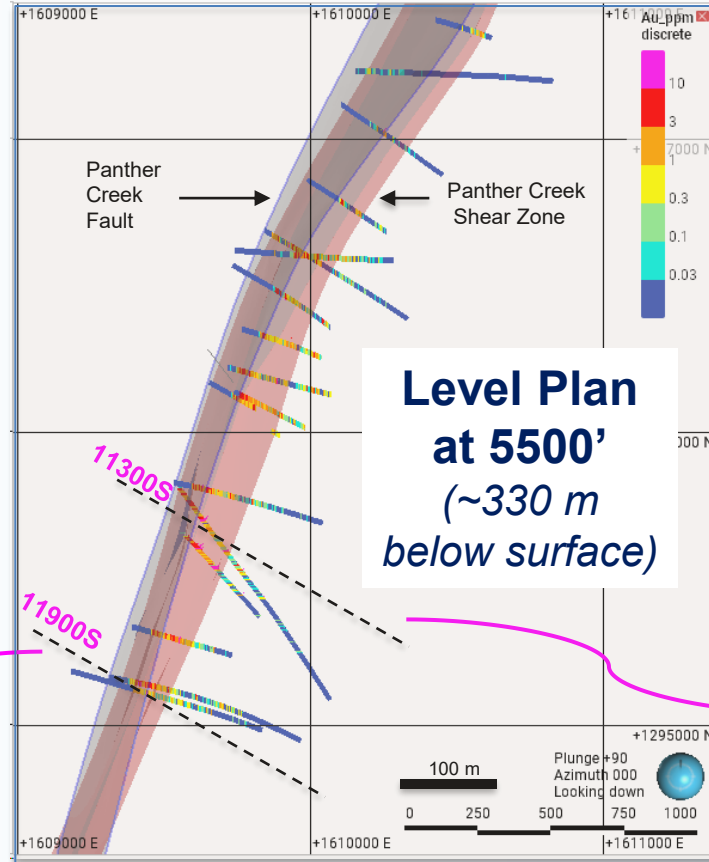 +1609000 E
+1610000 E
Au_ppm
discrete
10
3
1
0.3
0.1
0.03
7000 N
Panther
Creek
Fault
Panther Creek
Shear Zone
Level Plan
at 5500’
(~330 m
below surface)
000 N
11300S
11900S
+1295000 N
Plunge +90
Azimuth 000
Looking down
100 m
0
250
500
750
1000
+1609000 E
+1610000 E
+1611000 E